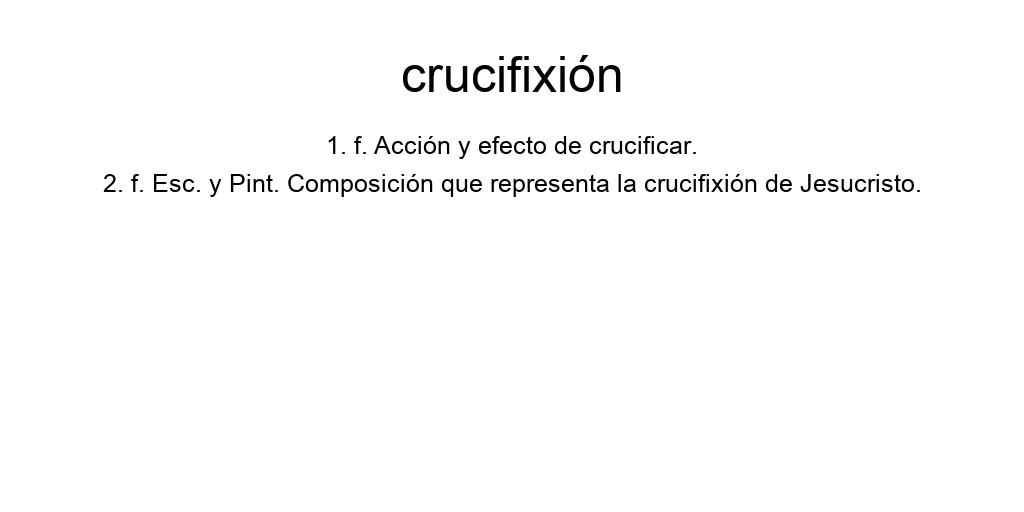 crucifixión
1. f. Acción y efecto de crucificar.
2. f. Esc. y Pint. Composición que representa la crucifixión de Jesucristo.